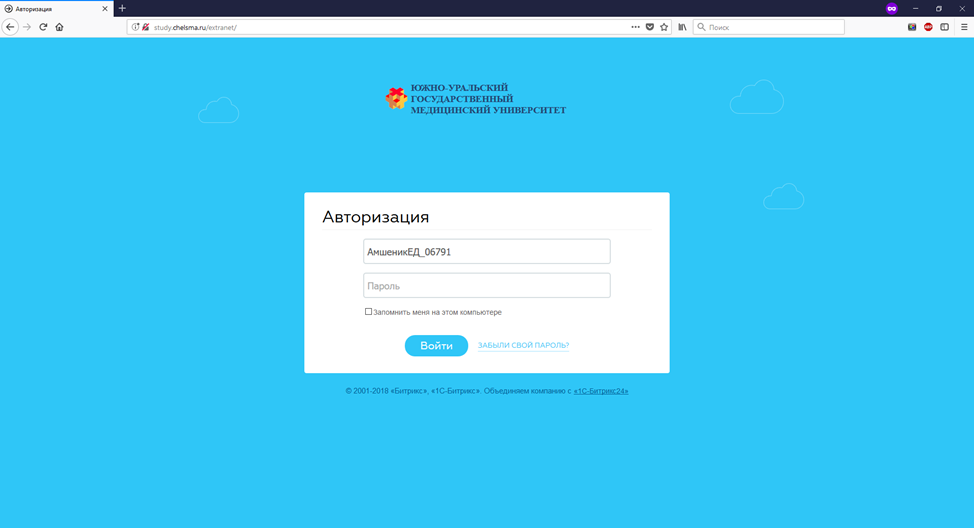 Авторизация
study.chelsma.ru/extranet/
Поиск
ABP
ЮЖНО-УРАЛЬСКИЙ
ГОСУДАРСТВЕННЫЙ
МЕДИЦИНСКИЙ УНИВЕРСИТЕТ
Авторизация
АмшеникЕД_06791
Пароль
Запомнить меня на этом компьютере
Войти
ЗАБЫЛИ СВОЙ ПАРОЛЬ?
© 2001-2018 «Битрикс», «1С-Битрикс». Объединяем компанию с «1С-Битрикс24»